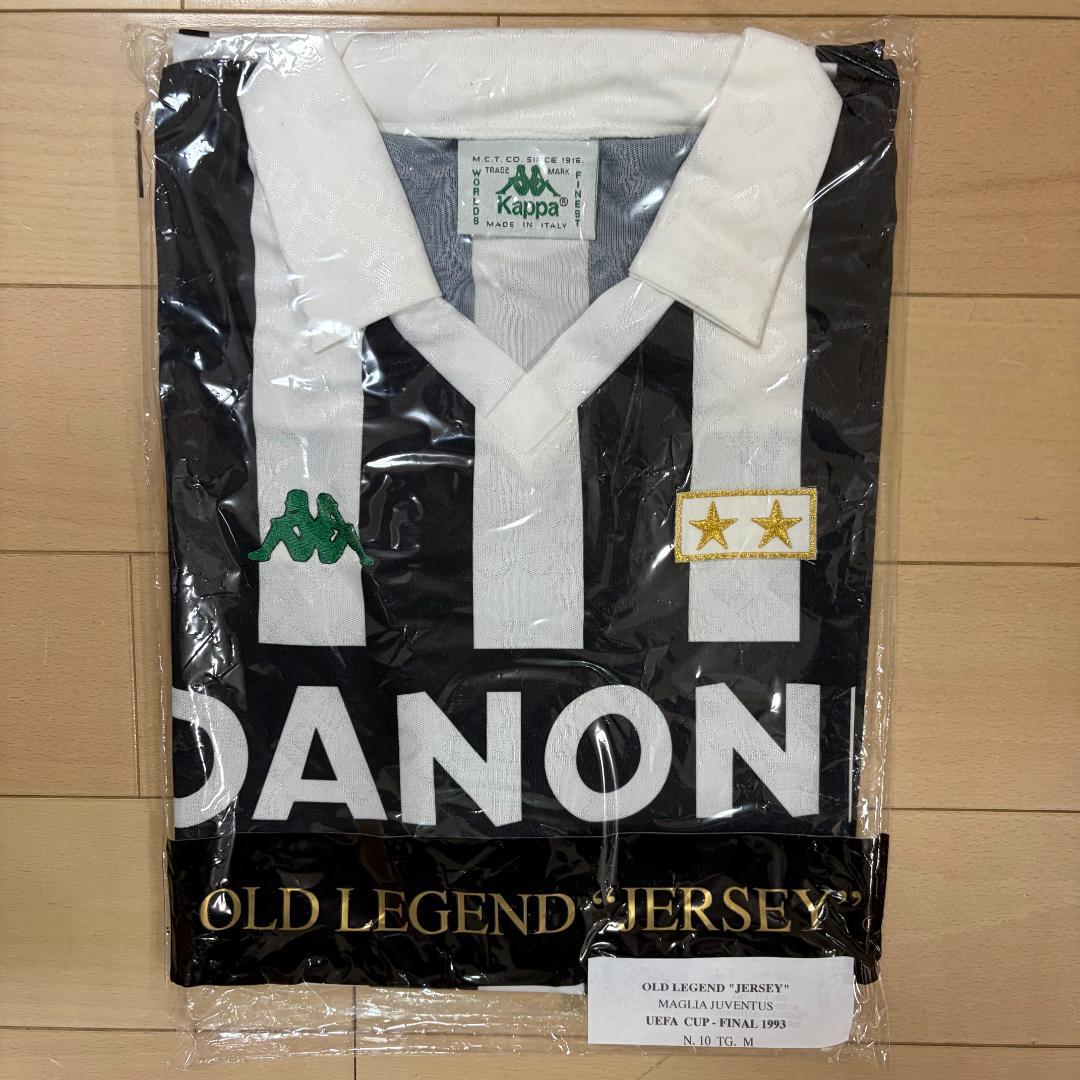 M.C.T. CO. SINCE 1916.
TRADE MARK
WORLDS
FINEST
Kappa®
MADE IN ITALY
DANON
OLD LEGEND “JERSEY”
OLD LEGEND "JERSEY"
MAGLIA JUVENTUS
UEFA CUP - FINAL 1993
N. 10 TG. M